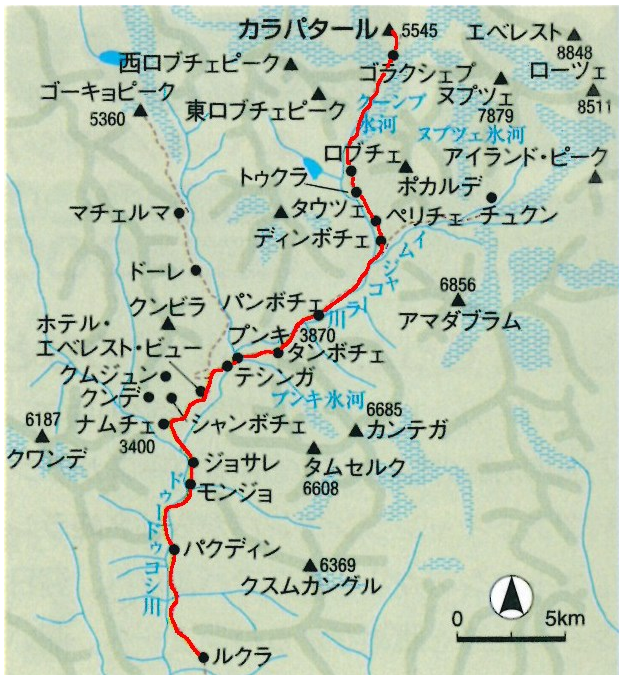 カラパタール 5545
エベレスト
8848
西ロブチェピーク
ゴラクシェプ
ローツェ
8511
ゴーキョピーク
5360
東ロブチェピーク
クーンブ
氷河
ヌプツェ
7879
ヌプツェ氷河
ロブチェ
アイランド・ピーク
トゥクラ
ポカルデ
マチェルマ
タウツェ
ペリチェ
チュクン
ディンボチェ
イムジャコーラ川
ドーレ
クンビラ
パンボチェ
6856
アマダブラム
ホテル・
エベレスト・ビュー
プンキ
3870
タンボチェ
クムジュン
テシンガ
クンデ
プンキ氷河
ナムチェ
3400
シャンボチェ
6187
クワンデ
6685
カンテガ
ジョサレ
タムセルク
6608
モンジョ
ドゥードゥコシ川
パクディン
6369
クスムカングル
0 5km
ルクラ